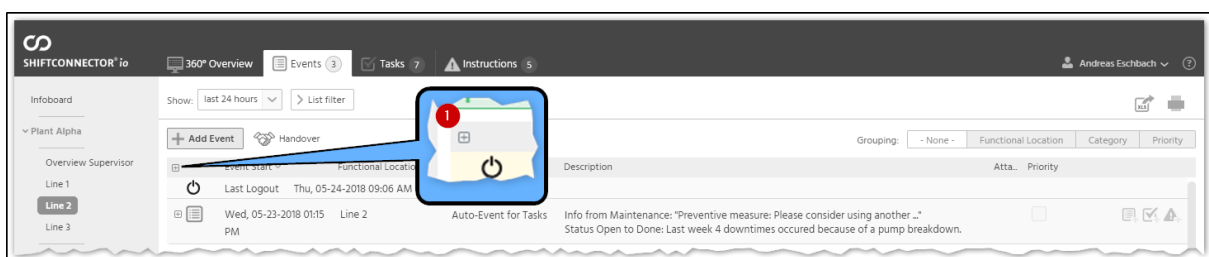 SHIFTCONNECTOR® io
360° Overview
Events 3
Tasks 7
Instructions 5
Andreas Eschbach
?
Infoboard
Show: last 24 hours
List filter
XLS
Plant Alpha
Add Event
Handover
Grouping: - None - Functional Location Category Priority
1
Overview Supervisor
Event Start
Functional Locatio
Description
Atta.. Priority
Line 1
Last Logout Thu, 05-24-2018 09:06 AM
Line 2
Wed, 05-23-2018 01:15 PM
Line 2
Auto-Event for Tasks
Info from Maintenance: "Preventive measure: Please consider using another ..."
Status Open to Done: Last week 4 downtimes occured because of a pump breakdown.
Line 3